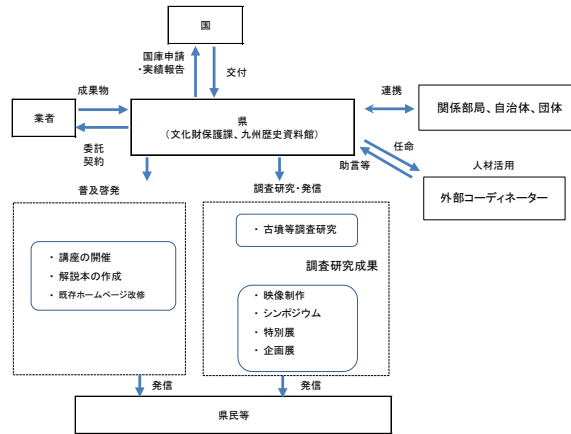 国
国庫申請
・実績報告
交付
成果物
連携
業者
県
（文化財保護課、九州歴史資料館）
関係部局、自治体、団体
委託
契約
任命
助言等
人材活用
外部コーディネーター
普及啓発
調査研究・発信
・ 古墳等調査研究
調査研究成果
・ 講座の開催
・ 解説本の作成
・ 既存ホームページ改修
・ 映像制作
・ シンポジウム
・ 特別展
・ 企画展
発信
発信
県民等